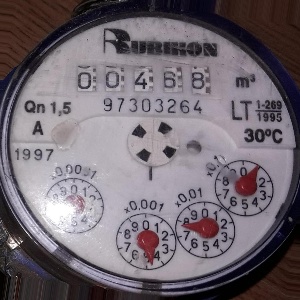 RUBIKON
00468 m³
Qn 1,5 97303264 LT 1-269 1995
A 30°C
1997
x0,0001 x0,1
x0,001 x0,01